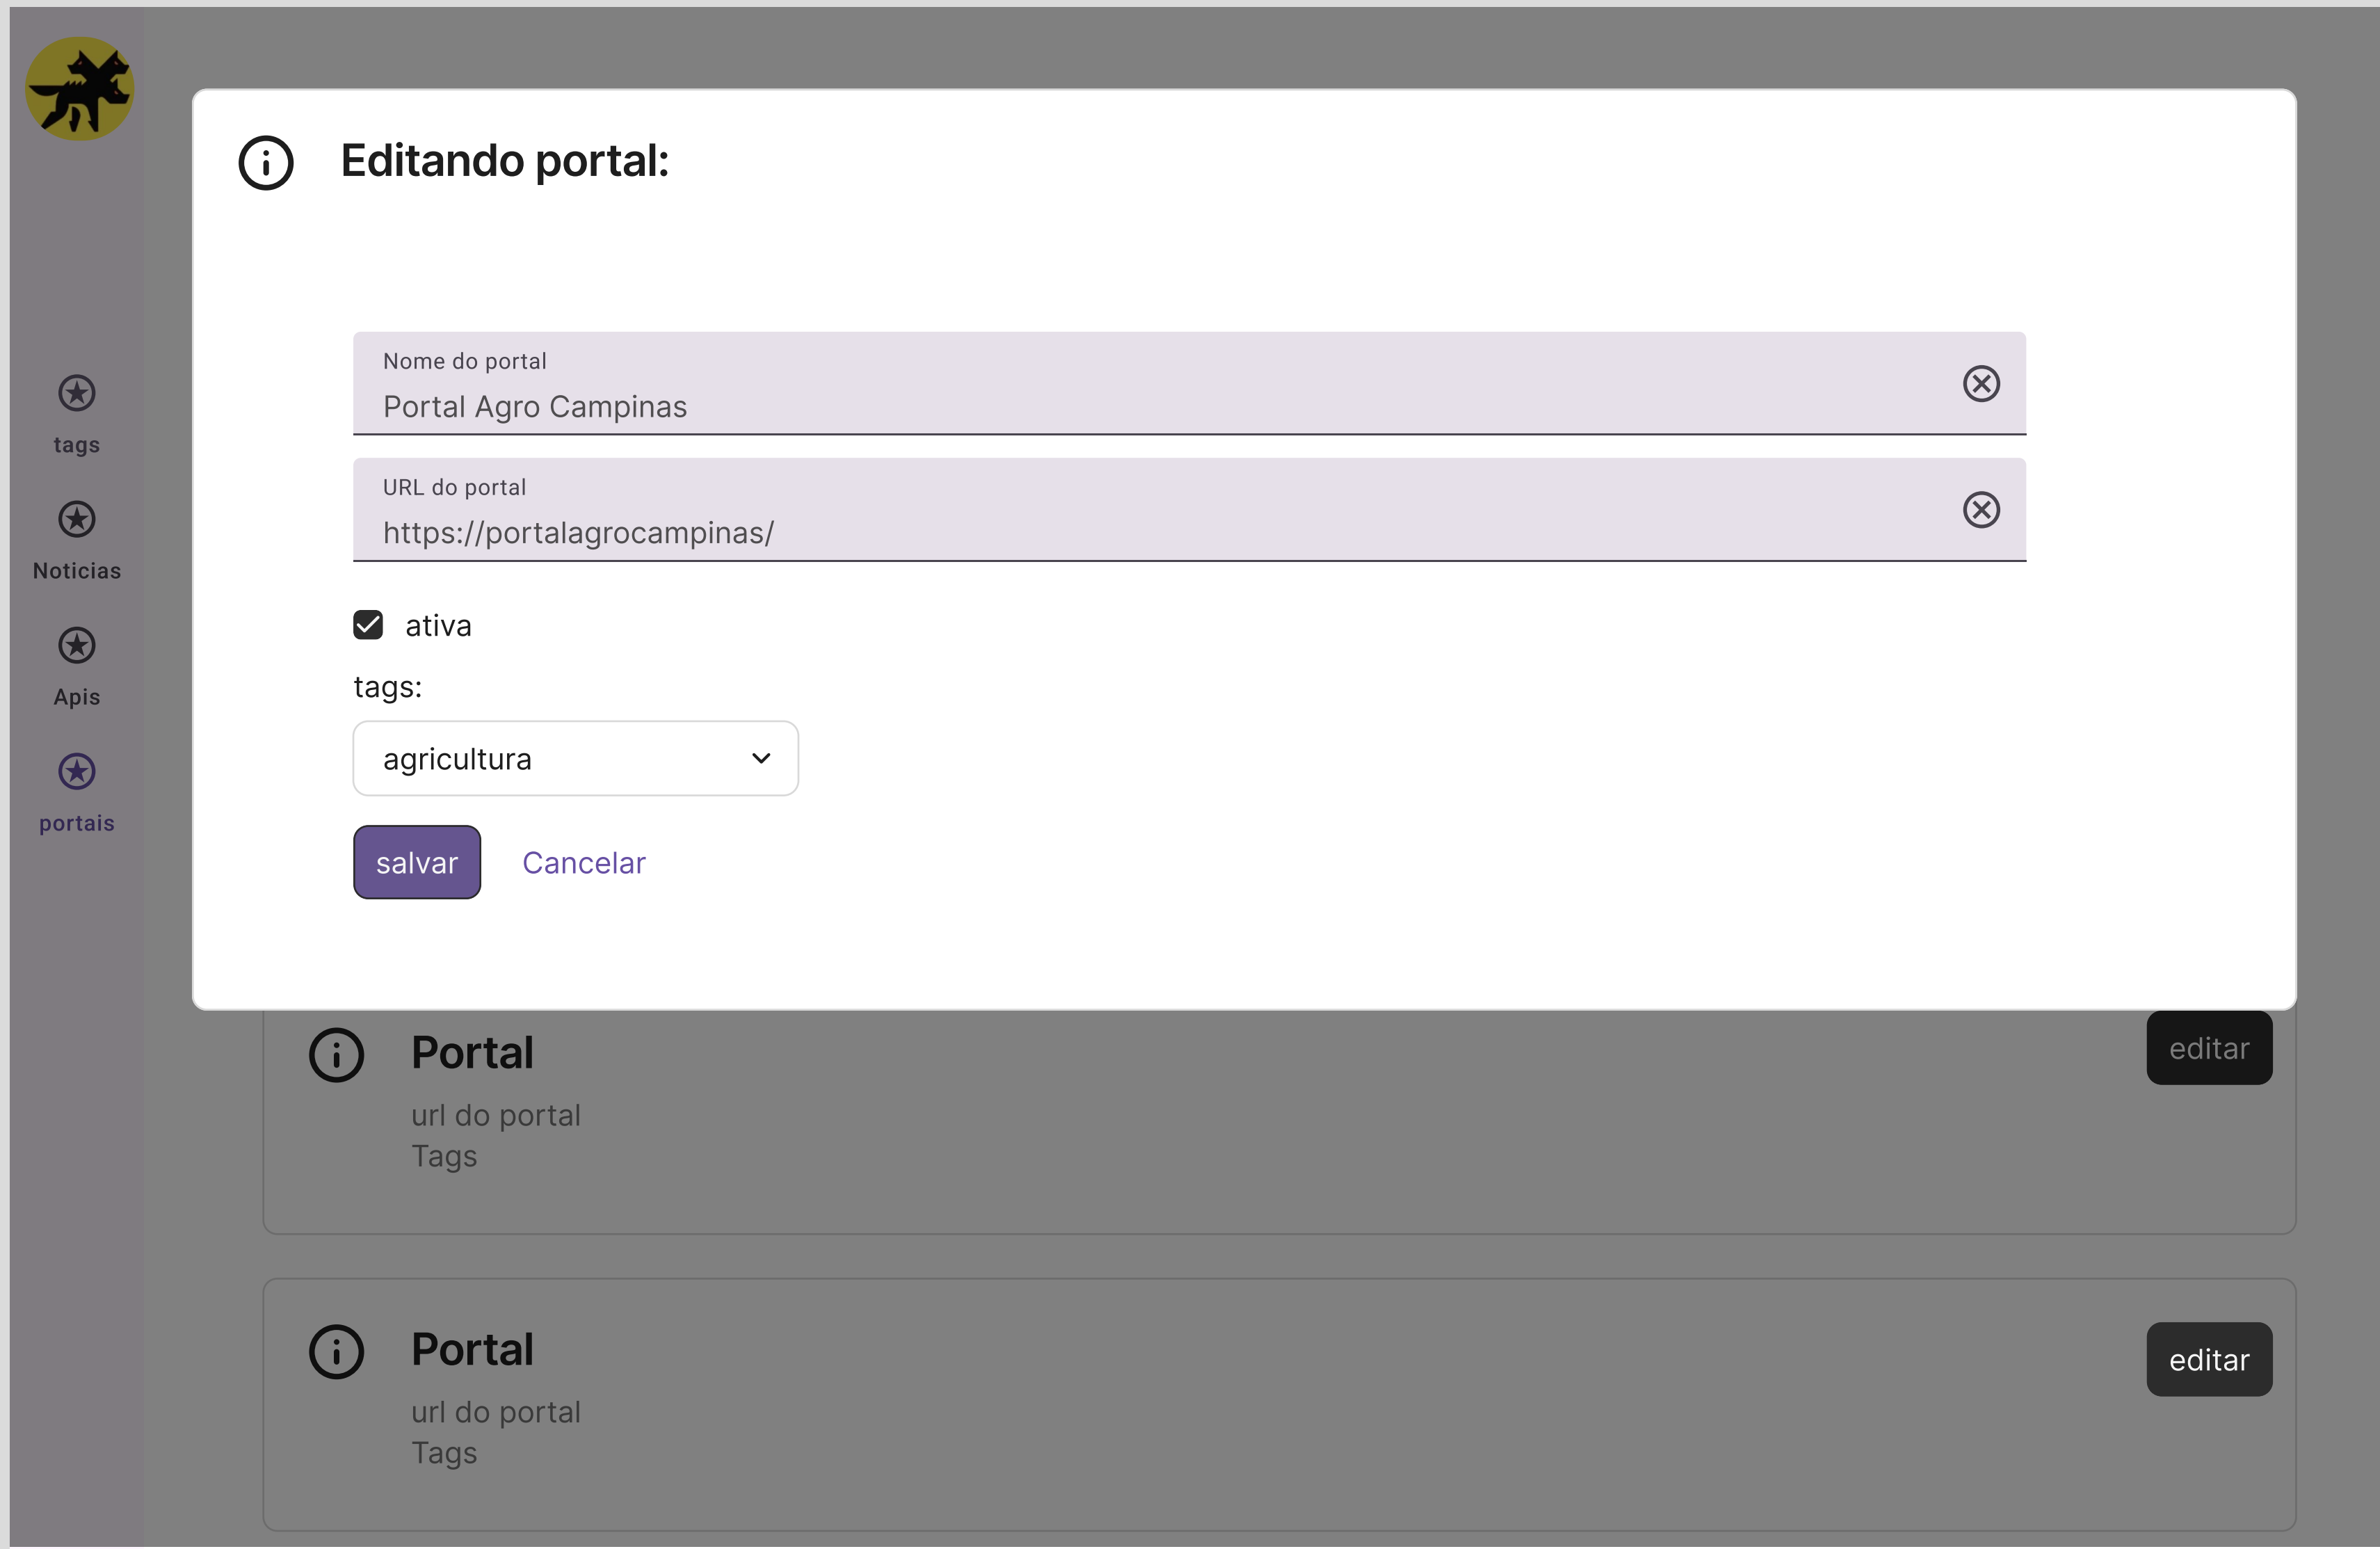 Editando portal:
Nome do portal
Portal Agro Campinas
URL do portal
https://portalagrocampinas/
ativa
tags:
agricultura
salvar Cancelar
tags
Noticias
Apis
portais
Portal
editar
url do portal
Tags
Portal
editar
url do portal
Tags